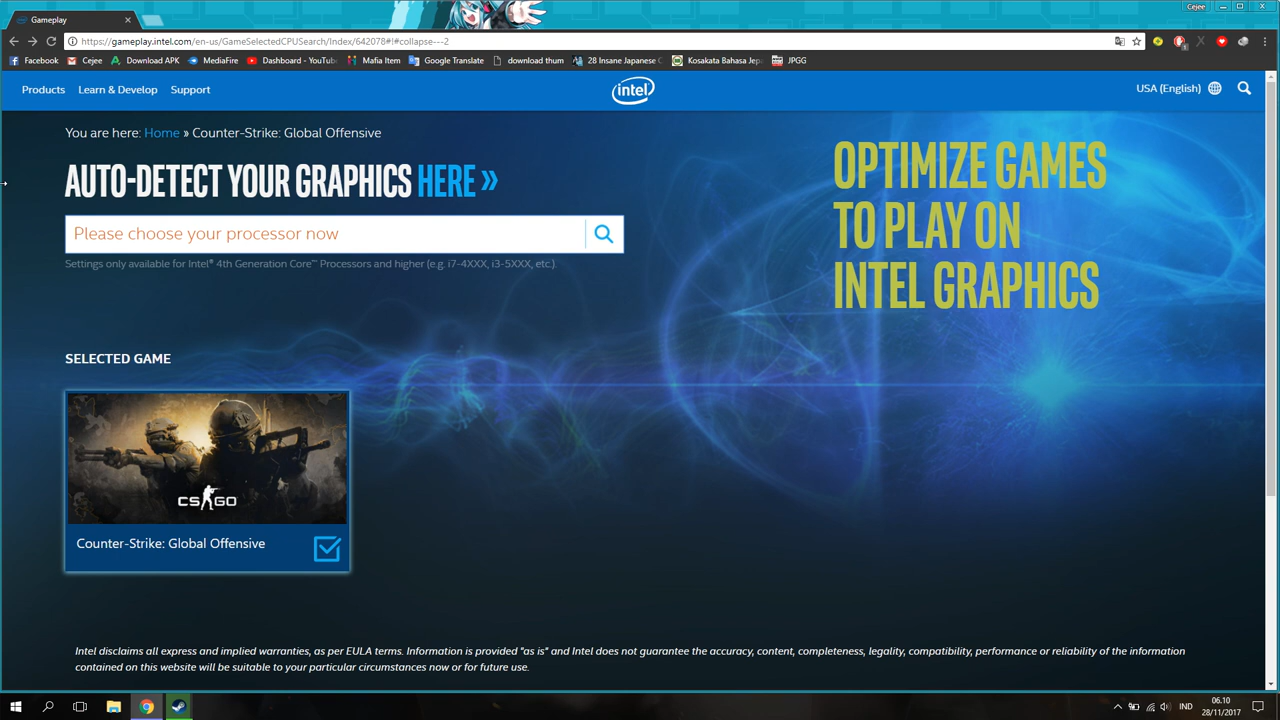 Gameplay
Cejee
https://gameplay.intel.com/en-us/GameSelectedCPUSearch/Index/642078#!#collapse---2
1
Facebook Cejee Download APK MediaFire Dashboard - YouTub Mafia Item Google Translate download thum 28 Insane Japanese C Kosakata Bahasa Jepa JPGG
Products Learn & Develop Support
intel
USA (English)
You are here: Home » Counter-Strike: Global Offensive
AUTO-DETECT YOUR GRAPHICS HERE »
Please choose your processor now
Settings only available for Intel® 4th Generation Core™ Processors and higher (e.g. i7-4XXX, i3-5XXX, etc.).
OPTIMIZE GAMES
TO PLAY ON
INTEL GRAPHICS
SELECTED GAME
CS GO
Counter-Strike: Global Offensive
Intel disclaims all express and implied warranties, as per EULA terms. Information is provided "as is" and Intel does not guarantee the accuracy, content, completeness, legality, compatibility, performance or reliability of the information
contained on this website will be suitable to your particular circumstances now or for future use.
IND
06.10
28/11/2017